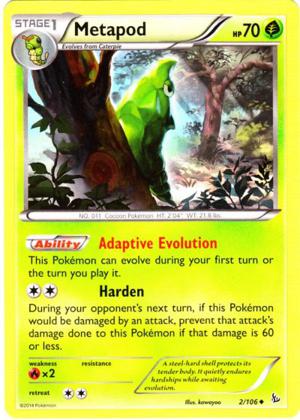 STAGE1
Metapod
HP70
Evolves from Caterpie
NO. 011 Cocoon Pokémon HT: 2'04" WT: 21.8 lbs.
Ability Adaptive Evolution
This Pokémon can evolve during your first turn or
the turn you play it.
Harden
During your opponent's next turn, if this Pokémon
would be damaged by an attack, prevent that attack's
damage done to this Pokémon if that damage is 60
or less.
weakness resistance
×2
retreat
A steel-hard shell protects its
tender body. It quietly endures
hardships while awaiting
evolution.
Illus. kawayoo
2/106
©2014 Pokémon